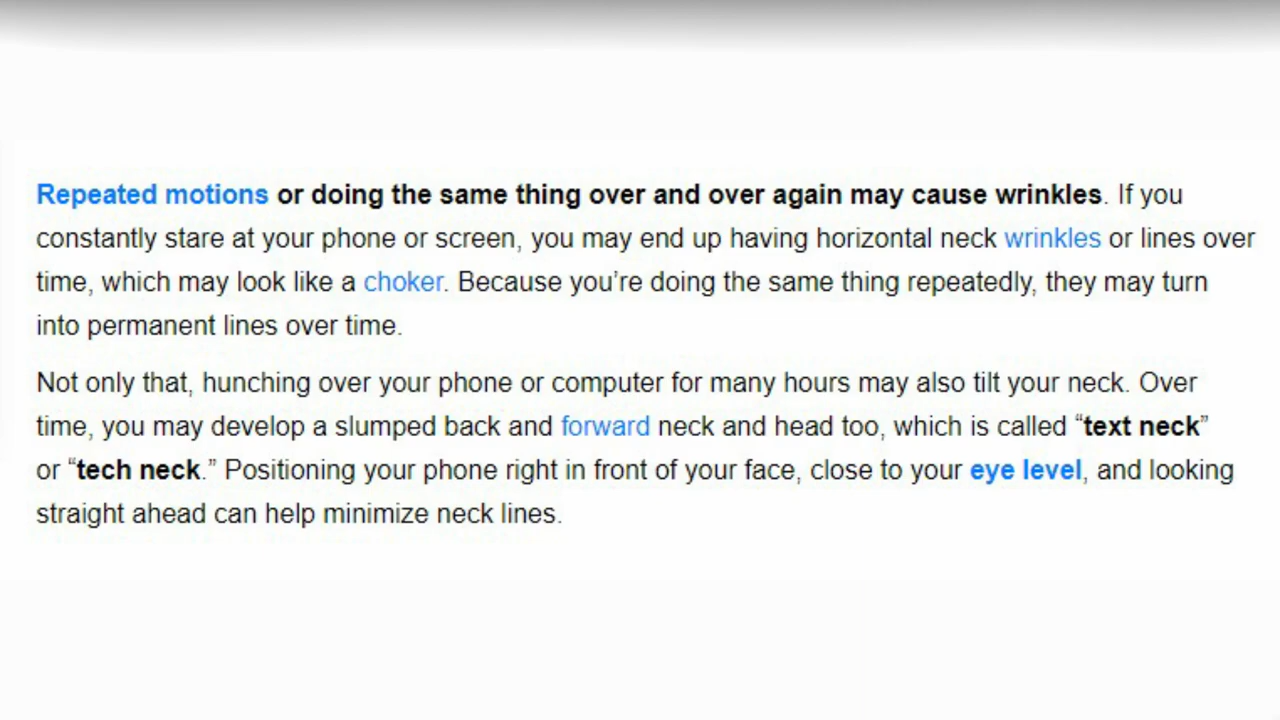 Repeated motions or doing the same thing over and over again may cause wrinkles. If you
constantly stare at your phone or screen, you may end up having horizontal neck wrinkles or lines over
time, which may look like a choker. Because you’re doing the same thing repeatedly, they may turn
into permanent lines over time.
Not only that, hunching over your phone or computer for many hours may also tilt your neck. Over
time, you may develop a slumped back and forward neck and head too, which is called “text neck”
or “tech neck.” Positioning your phone right in front of your face, close to your eye level, and looking
straight ahead can help minimize neck lines.